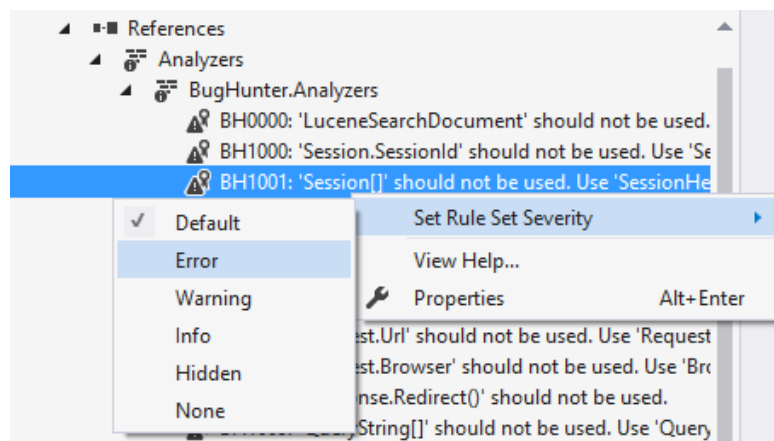 References
Analyzers
BugHunter.Analyzers
BH0000: 'LuceneSearchDocument' should not be used.
BH1000: 'Session.SessionId' should not be used. Use 'Se
BH1001: 'Session[]' should not be used. Use 'SessionHe
Default
Set Rule Set Severity
Error
View Help...
Warning
Properties Alt+Enter
Info
est.Url' should not be used. Use 'Request
Hidden
est.Browser' should not be used. Use 'Bro
nse.Redirect()' should not be used.
None
String[]' should not be used. Use 'Query